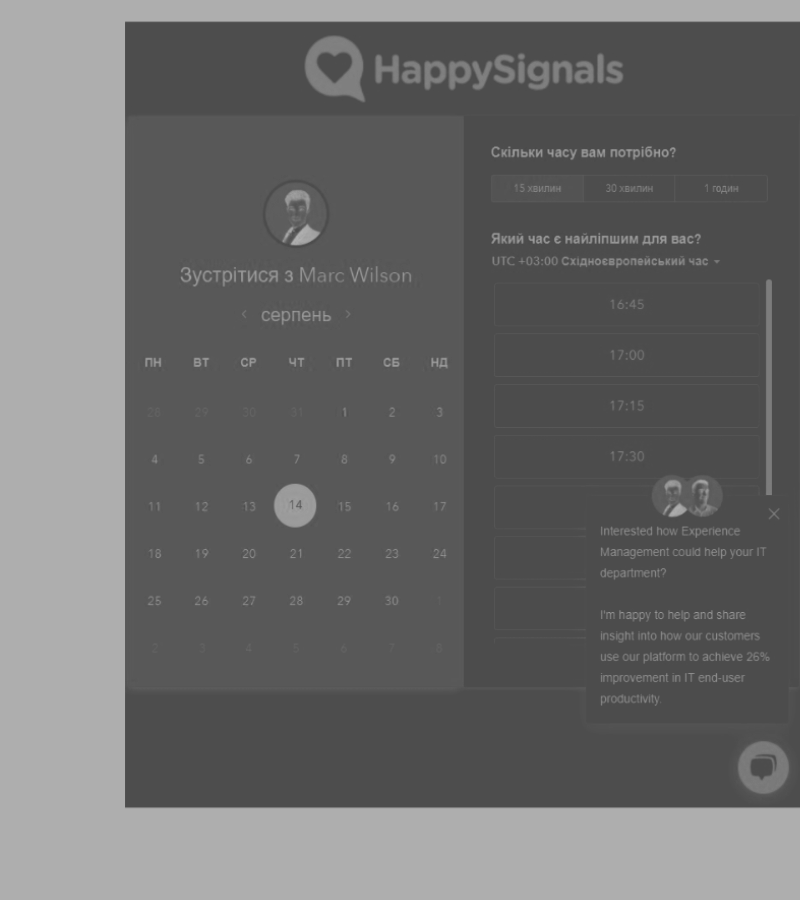 HappySignals
Зустрітися з Marc Wilson
серпень
ПН ВТ СР ЧТ ПТ СБ НД
28 29 30 31 1 2 3
4 5 6 7 8 9 10
11 12 13 14 15 16 17
18 19 20 21 22 23 24
25 26 27 28 29 30 1
2 3 4 5 6 7 8
Скільки часу вам потрібно?
15 хвилин 30 хвилин 1 годин
Який час є найліпшим для вас?
UTC +03:00 Східноєвропейський час
16:45
17:00
17:15
17:30
Interested how Experience
Management could help your IT
department?
I'm happy to help and share
insight into how our customers
use our platform to achieve 26%
improvement in IT end-user
productivity.